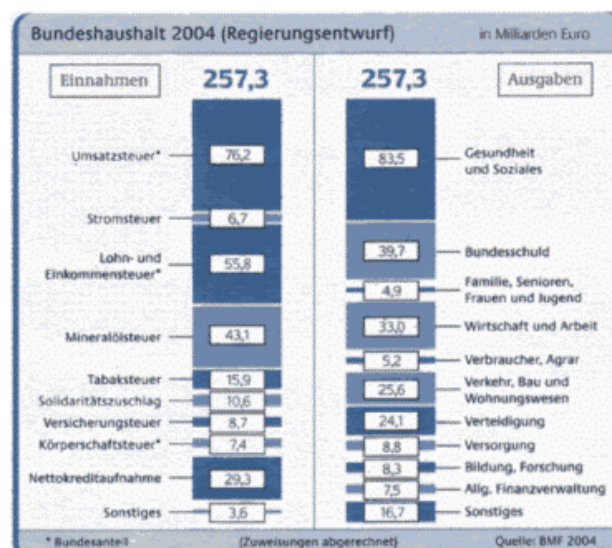 Bundeshaushalt 2004 (Regierungsentwurf) in Milliarden Euro
Einnahmen 257,3
Umsatzsteuer* 76,2
Stromsteuer 6,7
Lohn- und
Einkommensteuer* 55,8
Mineralölsteuer 43,1
Tabaksteuer 15,9
Solidaritätszuschlag 10,6
Versicherungsteuer 8,7
Körperschaftsteuer* 7,4
Nettokreditaufnahme 29,3
Sonstiges 3,6
257,3 Ausgaben
83,5 Gesundheit
und Soziales
39,7 Bundesschuld
4,9 Familie, Senioren,
Frauen und Jugend
33,0 Wirtschaft und Arbeit
5,2 Verbraucher, Agrar
25,6 Verkehr, Bau und
Wohnungswesen
24,1 Verteidigung
8,8 Versorgung
8,3 Bildung, Forschung
7,5 Allg. Finanzverwaltung
16,7 Sonstiges
* Bundesanteil (Zuweisungen abgerechnet) Quelle: BMF 2004